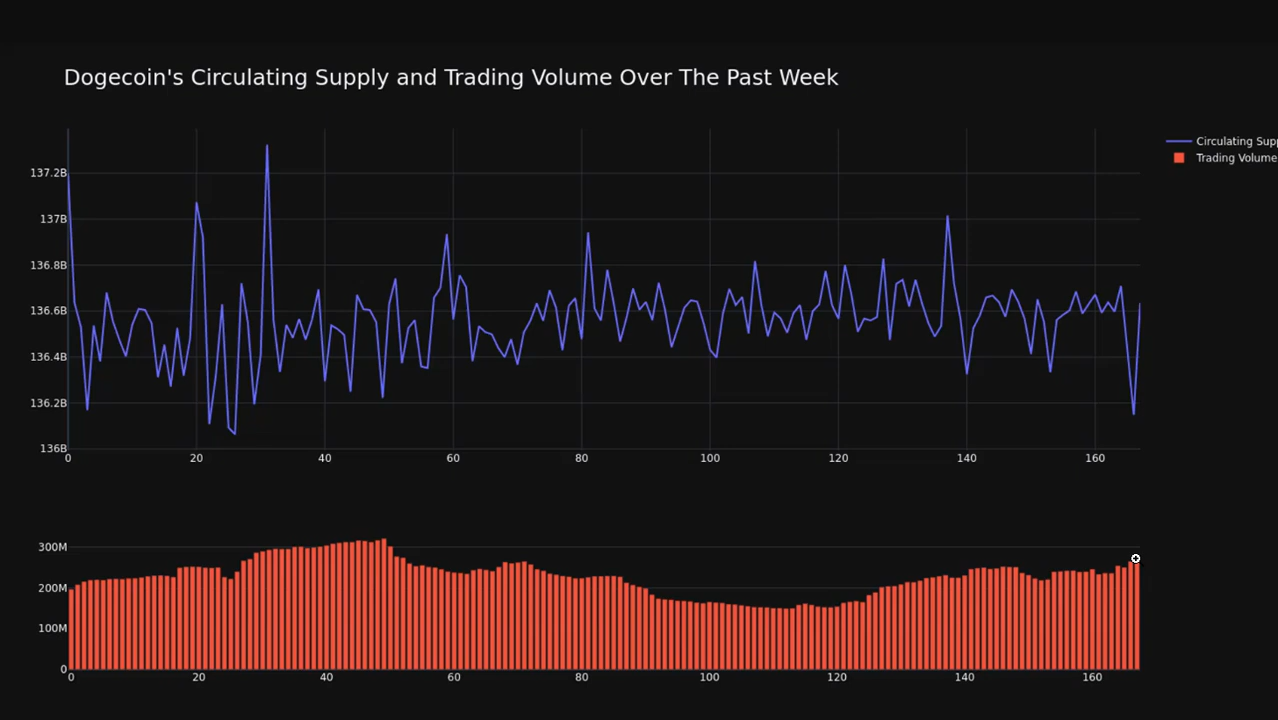 Dogecoin's Circulating Supply and Trading Volume Over The Past Week
Circulating Supp
Trading Volume
137.2B
137B
136.8B
136.6B
136.4B
136.2B
136B
0 20 40 60 80 100 120 140 160
300M
200M
100M
0
0 20 40 60 80 100 120 140 160